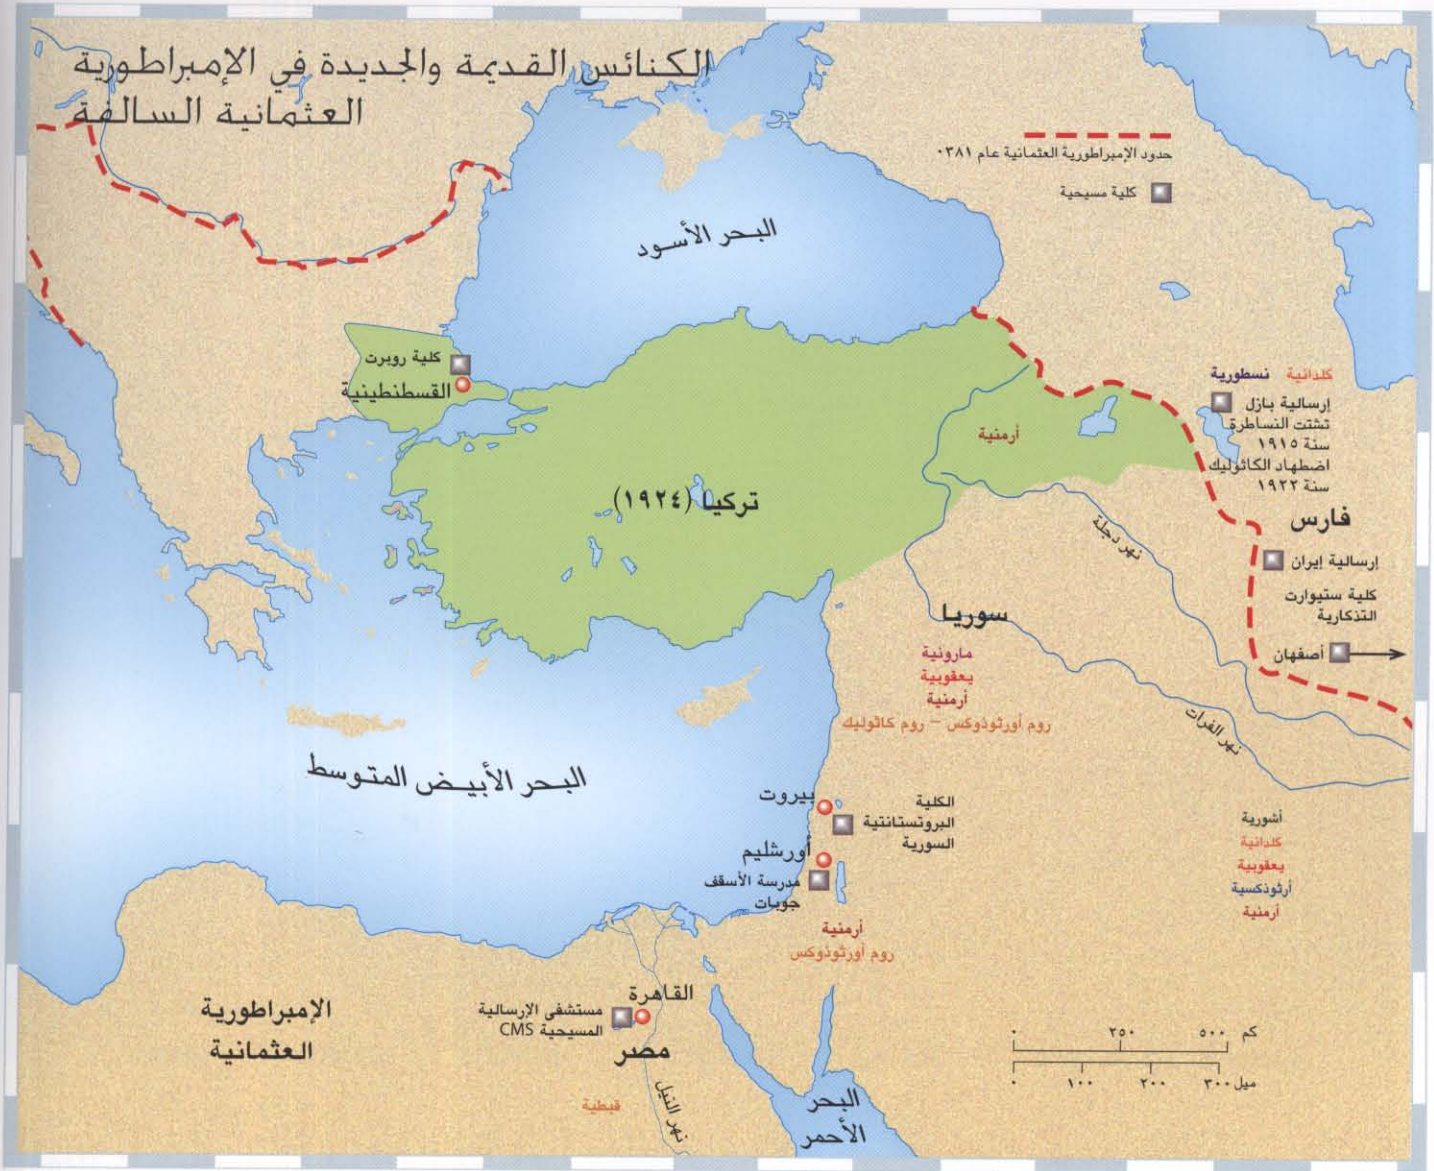 الكنائس القديمة والجديدة في الإمبراطورية
العثمانية السالفة
حدود الإمبراطورية العثمانية عام ٠٣٨١
كلية مسيحية
البحر الأسود
كلية روبرت
القسطنطينية
كلدانية نسطورية
إرسالية بازل
تشتت النساطرة
سنة ١٩١٥
اضطهاد الكاثوليك
سنة ١٩٢٢
أرمنية
تركيا (١٩٢٤)
فارس
نهر دجلة
إرسالية إيران
كلية ستيوارت
التذكارية
أصفهان
سوريا
مارونية
يعقوبية
أرمنية
روم أورثوذوكس – روم كاثوليك
نهر الفرات
البحر الأبيض المتوسط
بيروت
الكلية
البروتستانتية
السورية
أورشليم
مدرسة الأسقف
جوبات
أرمنية
روم أورثوذوكس
أشورية
كلدانية
يعقوبية
أرثوذكسية
أرمنية
الإمبراطورية
العثمانية
القاهرة
مستشفى الإرسالية
المسيحية CMS
مصر
قبطية
نهر النيل
البحر
الأحمر
٠ ٢٥٠ ٥٠٠ كم
٠ ١٠٠ ٢٠٠ ٣٠٠ ميل